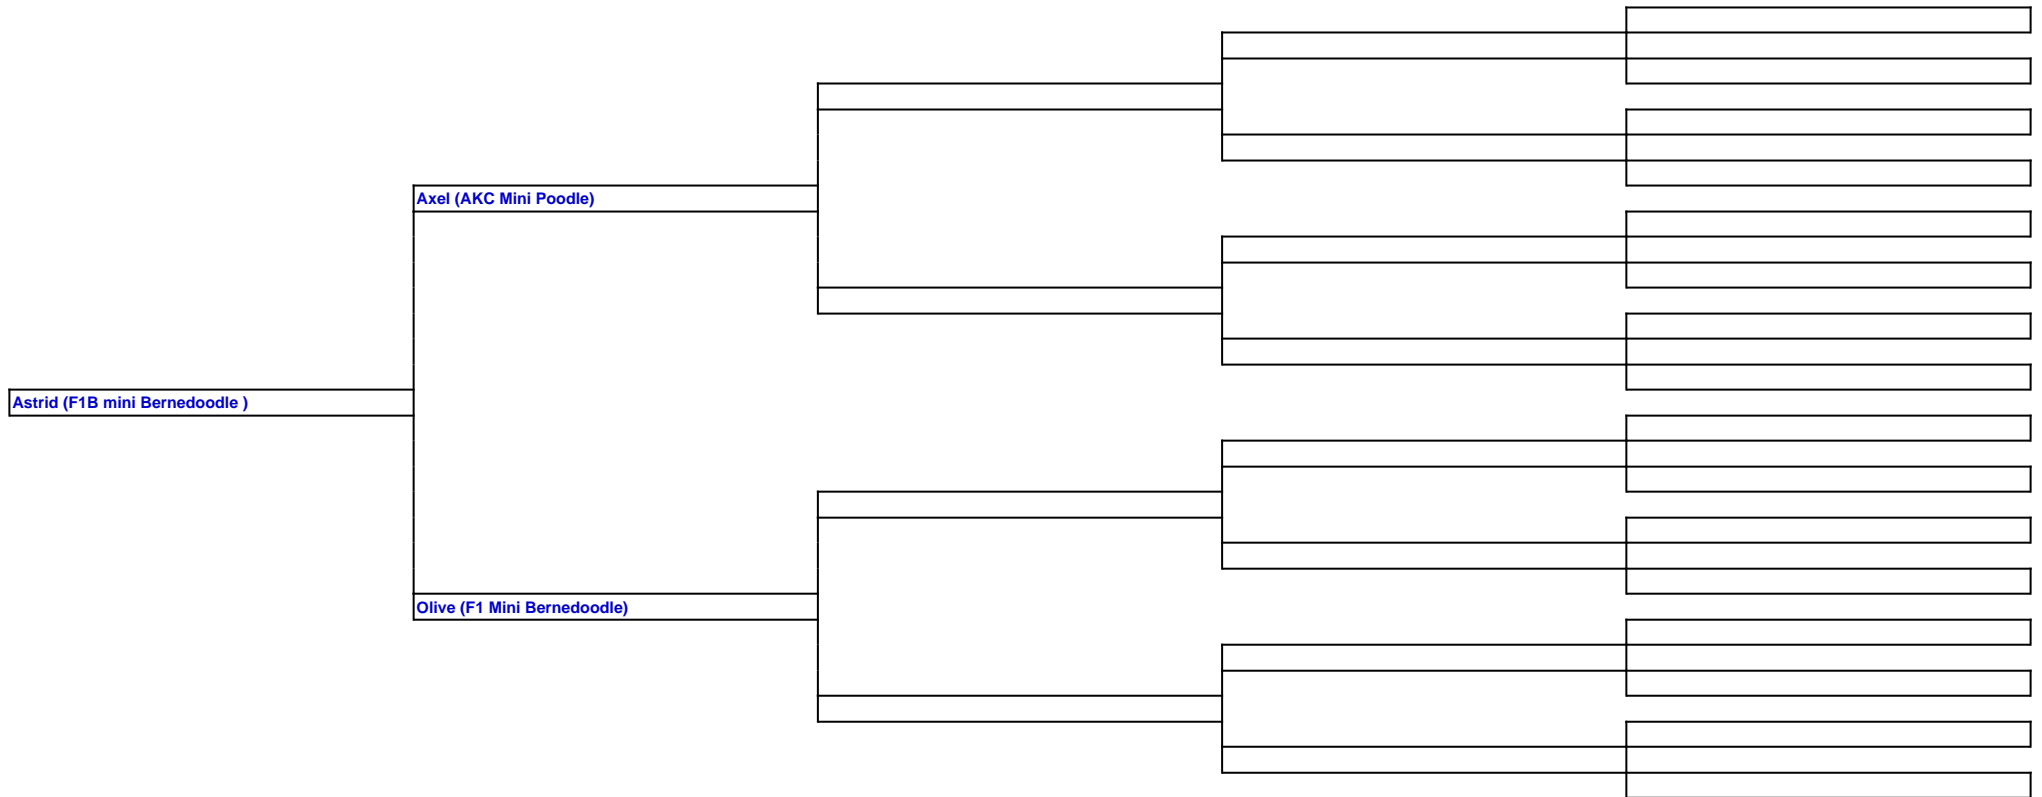 Axel (AKC Mini Poodle)
Astrid (F1B mini Bernedoodle )
Olive (F1 Mini Bernedoodle)